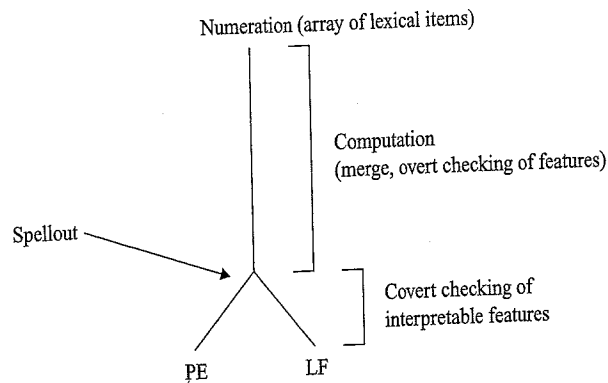 Numeration (array of lexical items)
Computation
(merge, overt checking of features)
Spellout
Covert checking of
interpretable features
PE
LF